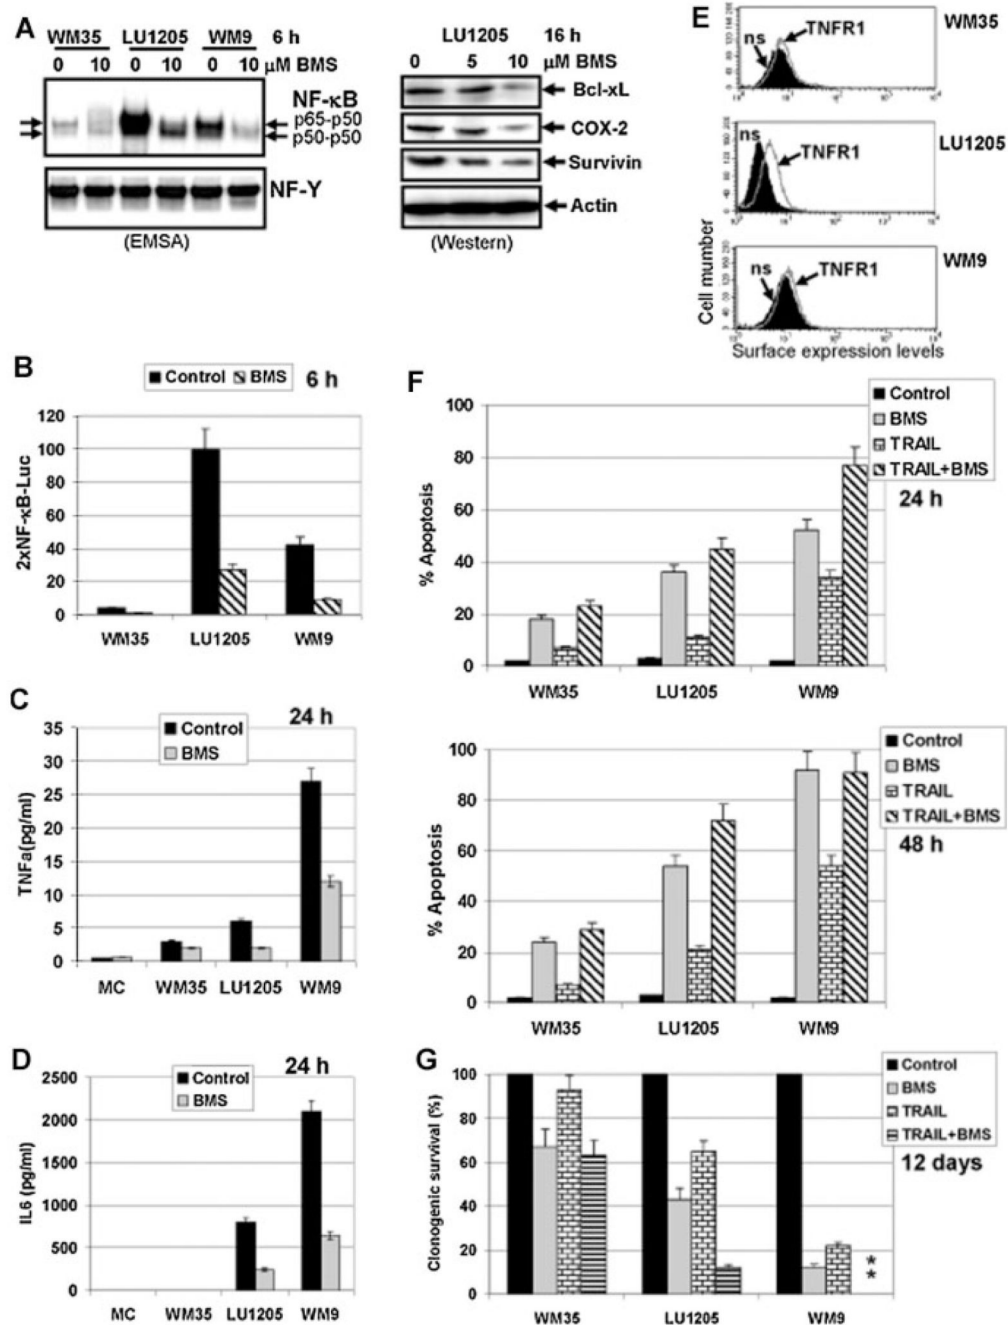 A
WM35 LU1205 WM9 6 h
0 10 0 10 0 10 μM BMS
NF-κB
p65-p50
p50-p50
NF-Y
(EMSA)
LU1205 16 h
0 5 10 μM BMS
Bcl-xL
COX-2
Survivin
Actin
(Western)
B
Control BMS 6 h
2xNF-κB-Luc
120
100
80
60
40
20
0
WM35 LU1205 WM9
C
24 h
Control
BMS
TNFa(pg/ml)
35
30
25
20
15
10
5
0
MC WM35 LU1205 WM9
D
24 h
Control
BMS
IL6 (pg/ml)
2500
2000
1500
1000
500
0
MC WM35 LU1205 WM9
E
WM35
ns TNFR1
LU1205
ns TNFR1
WM9
ns TNFR1
Cell mumber
Surface expression levels
F
Control
BMS
TRAIL
TRAIL+BMS
24 h
% Apoptosis
100
80
60
40
20
0
WM35 LU1205 WM9
Control
BMS
TRAIL
TRAIL+BMS
48 h
% Apoptosis
100
80
60
40
20
0
WM35 LU1205 WM9
G
Control
BMS
TRAIL
TRAIL+BMS
12 days
Clonogenic survival (%)
100
80
60
40
20
0
*
*
WM35 LU1205 WM9